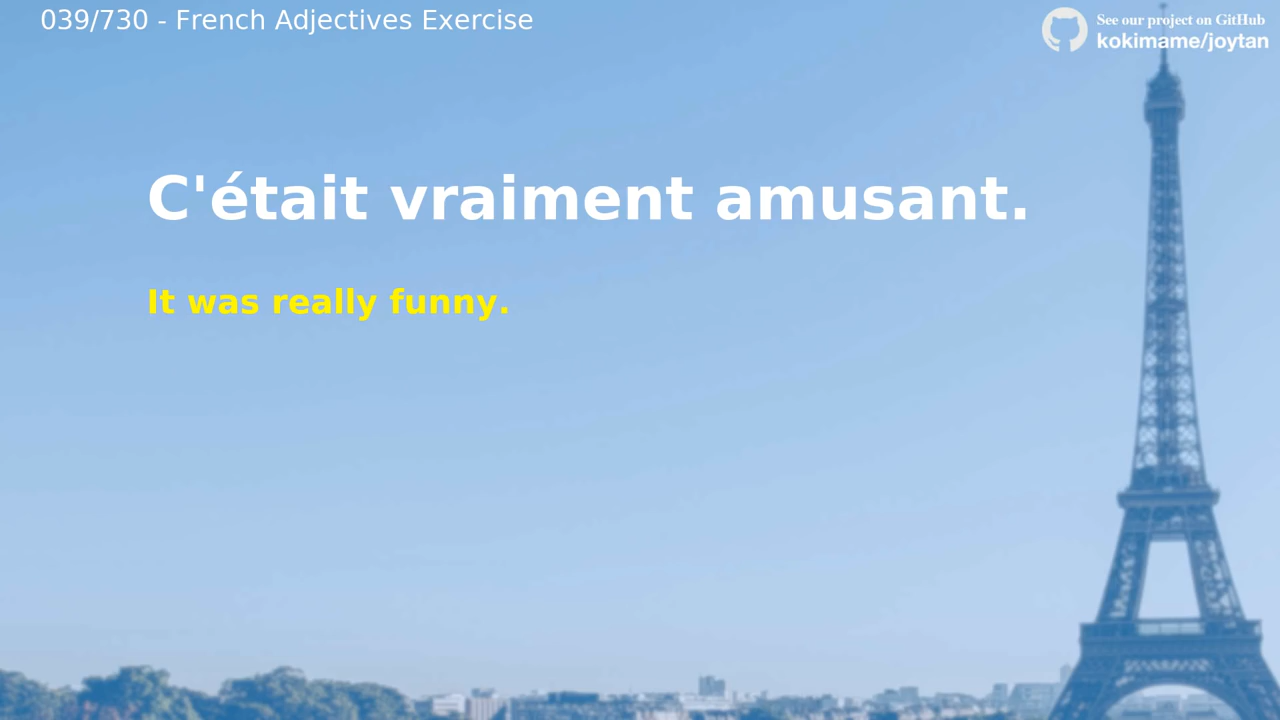 039/730 - French Adjectives Exercise
See our project on GitHub
kokimame/joytan
C'était vraiment amusant.
It was really funny.